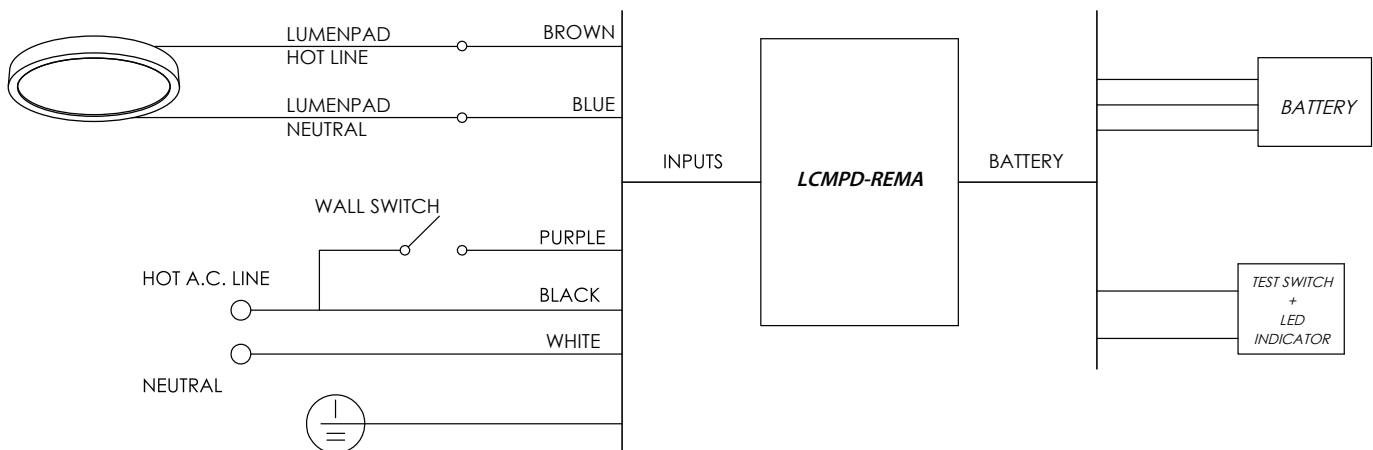 LUMENPAD
HOT LINE
BROWN
LUMENPAD
NEUTRAL
BLUE
WALL SWITCH
PURPLE
HOT A.C. LINE
BLACK
WHITE
NEUTRAL
INPUTS
LCMPD-REMA
BATTERY
BATTERY
TEST SWITCH
+
LED
INDICATOR